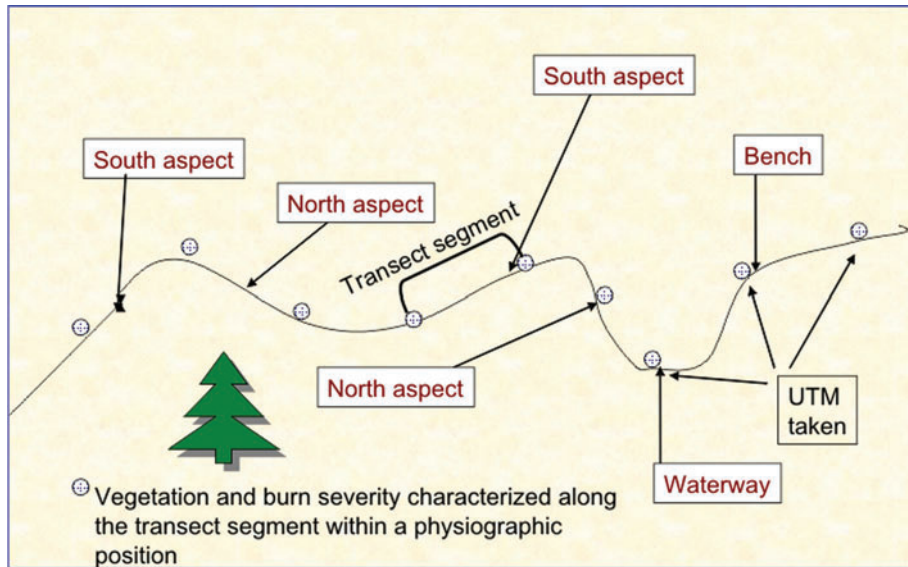 South aspect
Bench
South aspect
North aspect
Transect segment
North aspect
UTM
taken
Waterway
Vegetation and burn severity characterized along
the transect segment within a physiographic
position